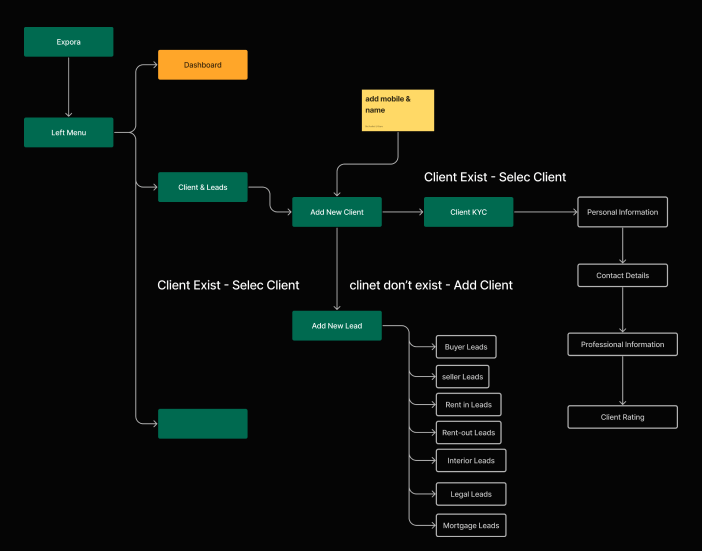 Expora
Dashboard
add mobile &
name
Left Menu
Client Exist - Selec Client
Client & Leads
Add New Client
Client KYC
Personal Information
Contact Details
Client Exist - Selec Client
clinet don't exist - Add Client
Add New Lead
Buyer Leads
Professional Information
seller Leads
Rent in Leads
Client Rating
Rent-out Leads
Interior Leads
Legal Leads
Mortgage Leads